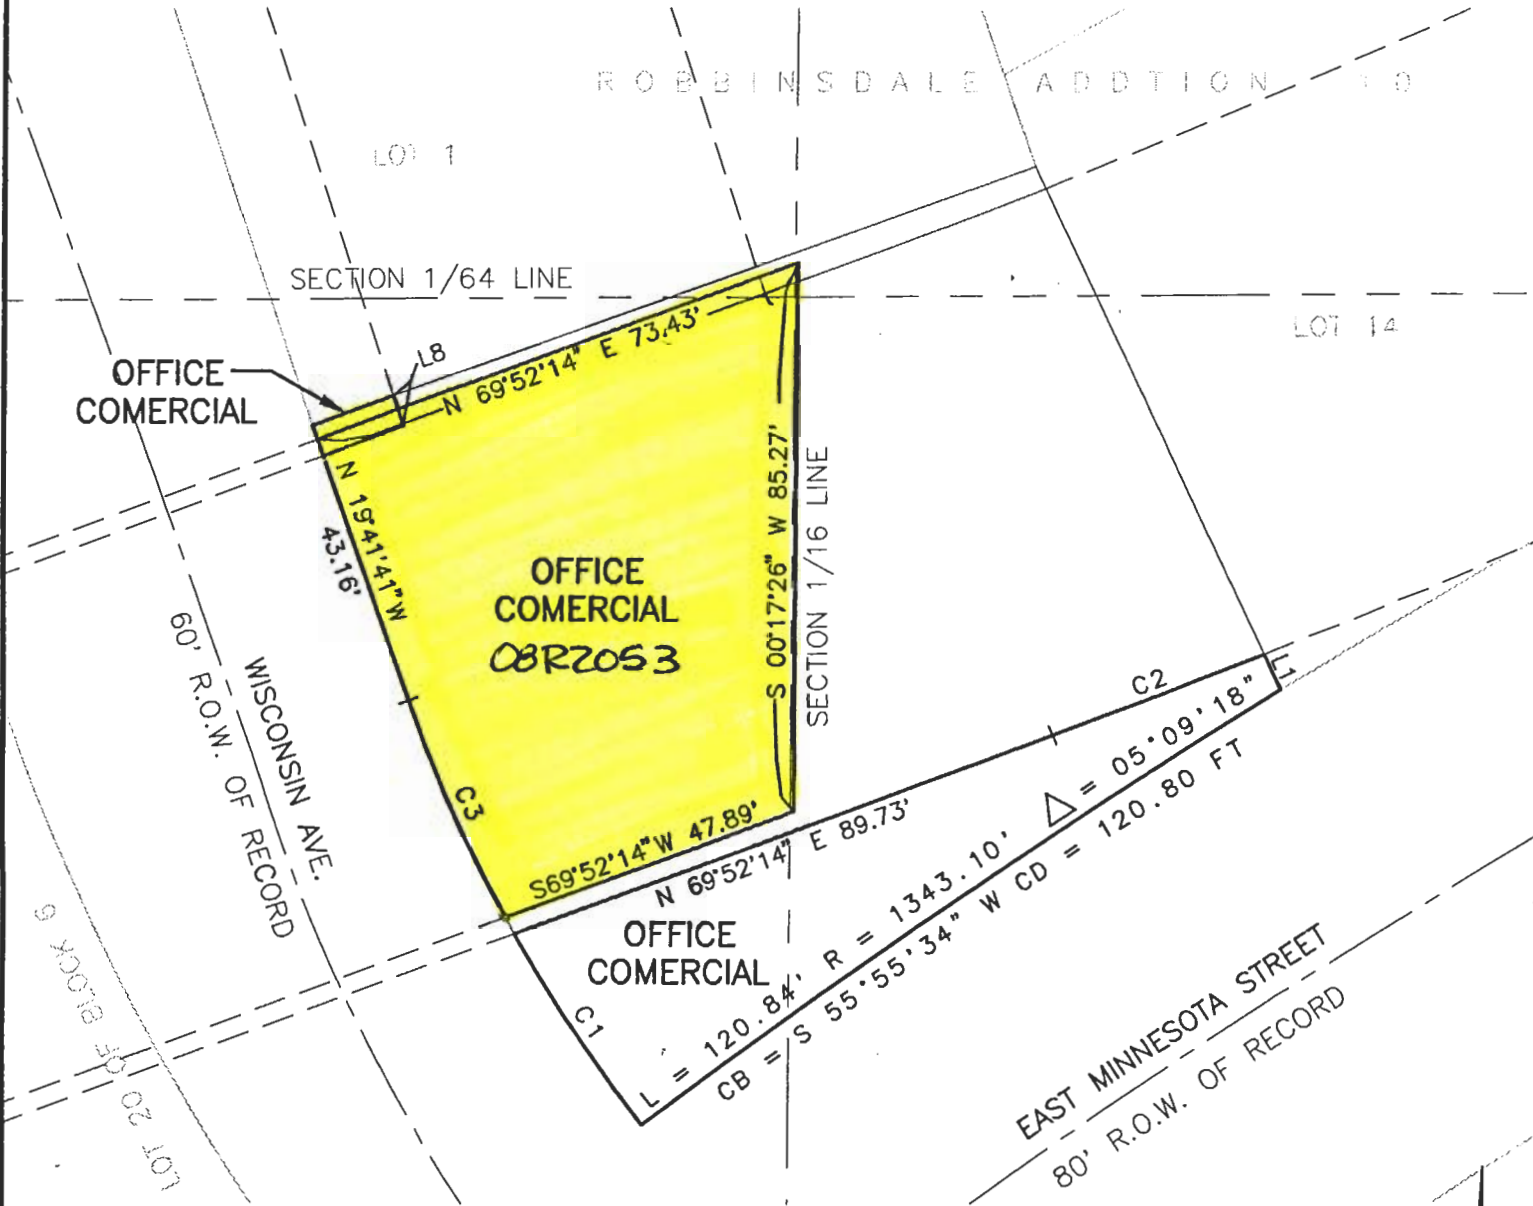 ROBBINSDALE ADDTION
LOT 1
SECTION 1/64 LINE
LOT 14
OFFICE
COMERCIAL
L8
N 69°52'14" E 73.43'
N 19°41'41"W
43.16'
S 00°17'26" W 85.27'
SECTION 1/16 LINE
OFFICE
COMERCIAL
08RZ053
60' R.O.W. OF RECORD
WISCONSIN AVE.
C3
C2
L1
S69°52'14"W 47.89'
N 69°52'14" E 89.73'
OFFICE
COMERCIAL
C1
L = 120.84' R = 1343.10' △= 05°09'18"
CB = S 55°55'34" W CD = 120.80 FT
LOT 20 OF BLOCK 6
EAST MINNESOTA STREET
80' R.O.W. OF RECORD